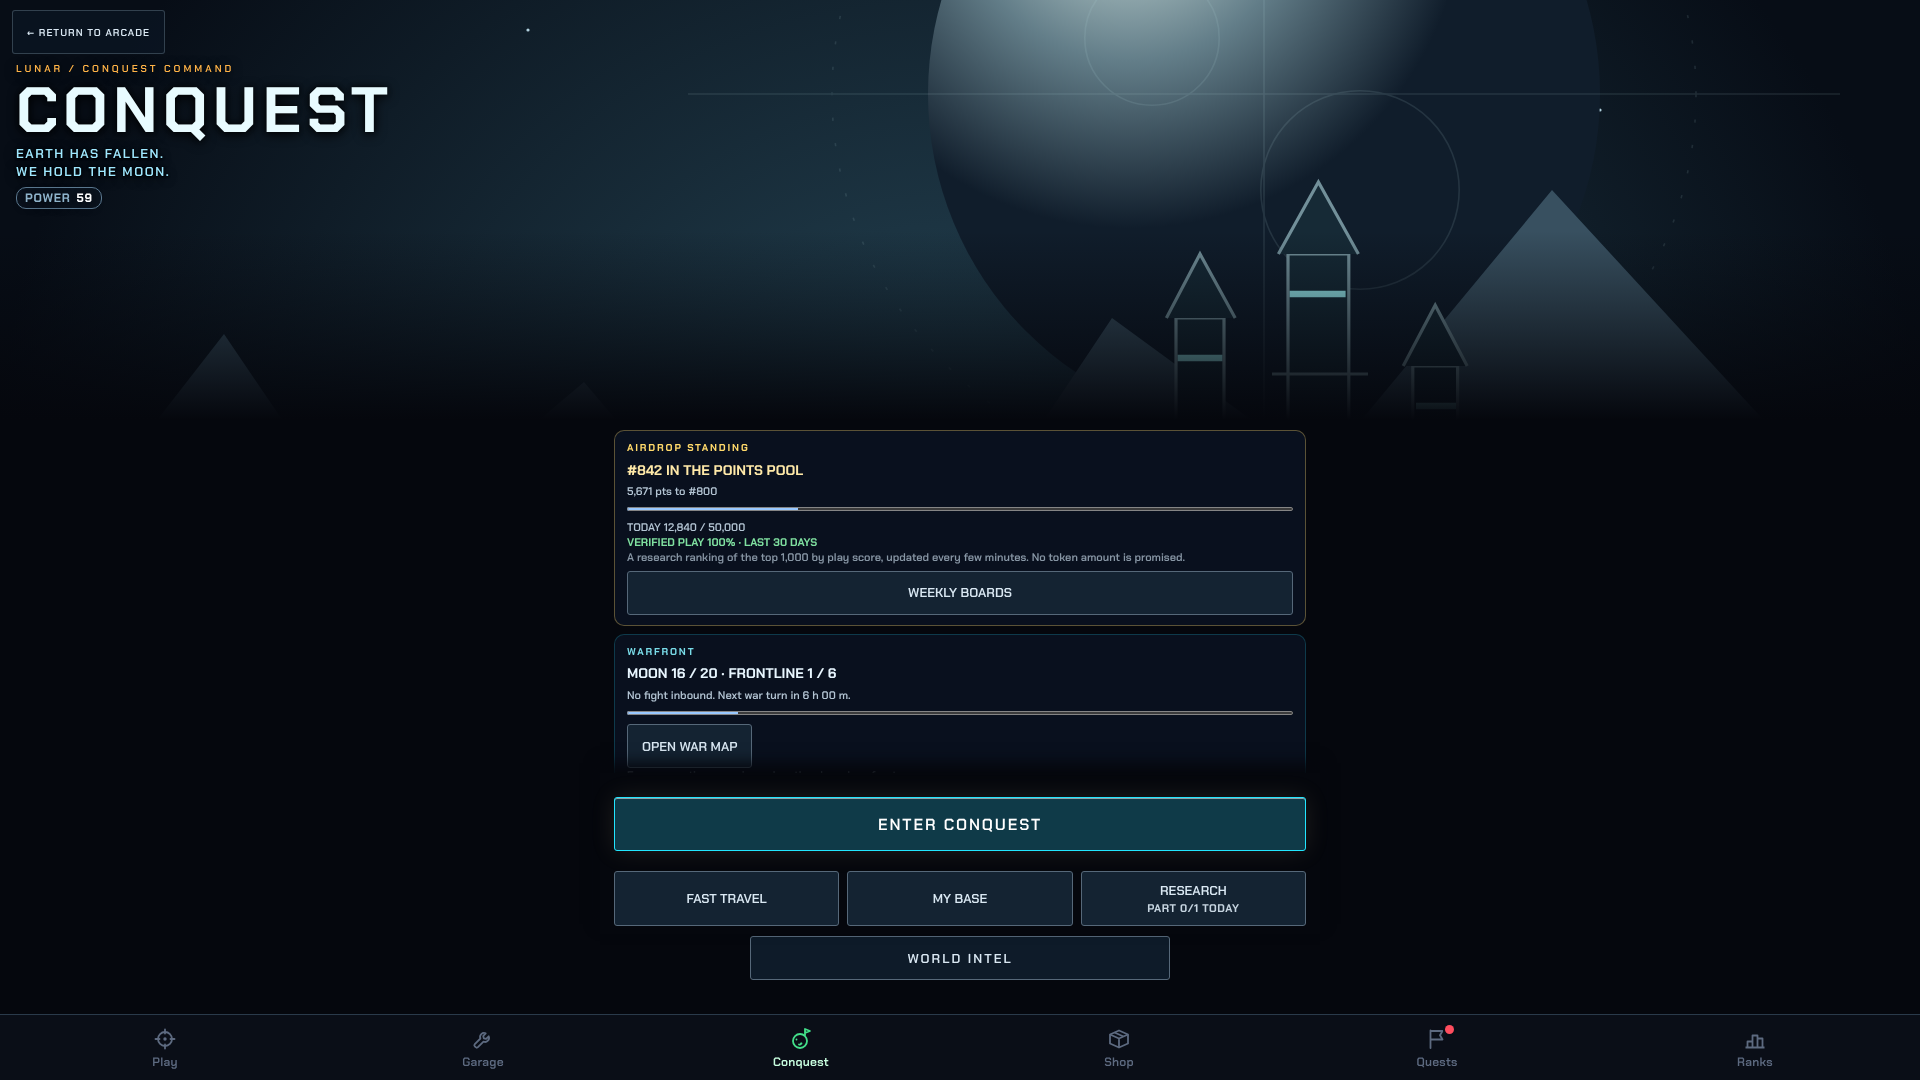 ← RETURN TO ARCADE
LUNAR / CONQUEST COMMAND
CONQUEST
EARTH HAS FALLEN.
WE HOLD THE MOON.
POWER 59
AIRDROP STANDING
#842 IN THE POINTS POOL
5,671 pts to #800
TODAY 12,840 / 50,000
VERIFIED PLAY 100% · LAST 30 DAYS
A research ranking of the top 1,000 by play score, updated every few minutes. No token amount is promised.
WEEKLY BOARDS
WARFRONT
MOON 16 / 20 · FRONTLINE 1 / 6
No fight inbound. Next war turn in 6 h 00 m.
OPEN WAR MAP
ENTER CONQUEST
FAST TRAVEL
MY BASE
RESEARCH
PART 0/1 TODAY
WORLD INTEL
Play
Garage
Conquest
Shop
Quests
Ranks